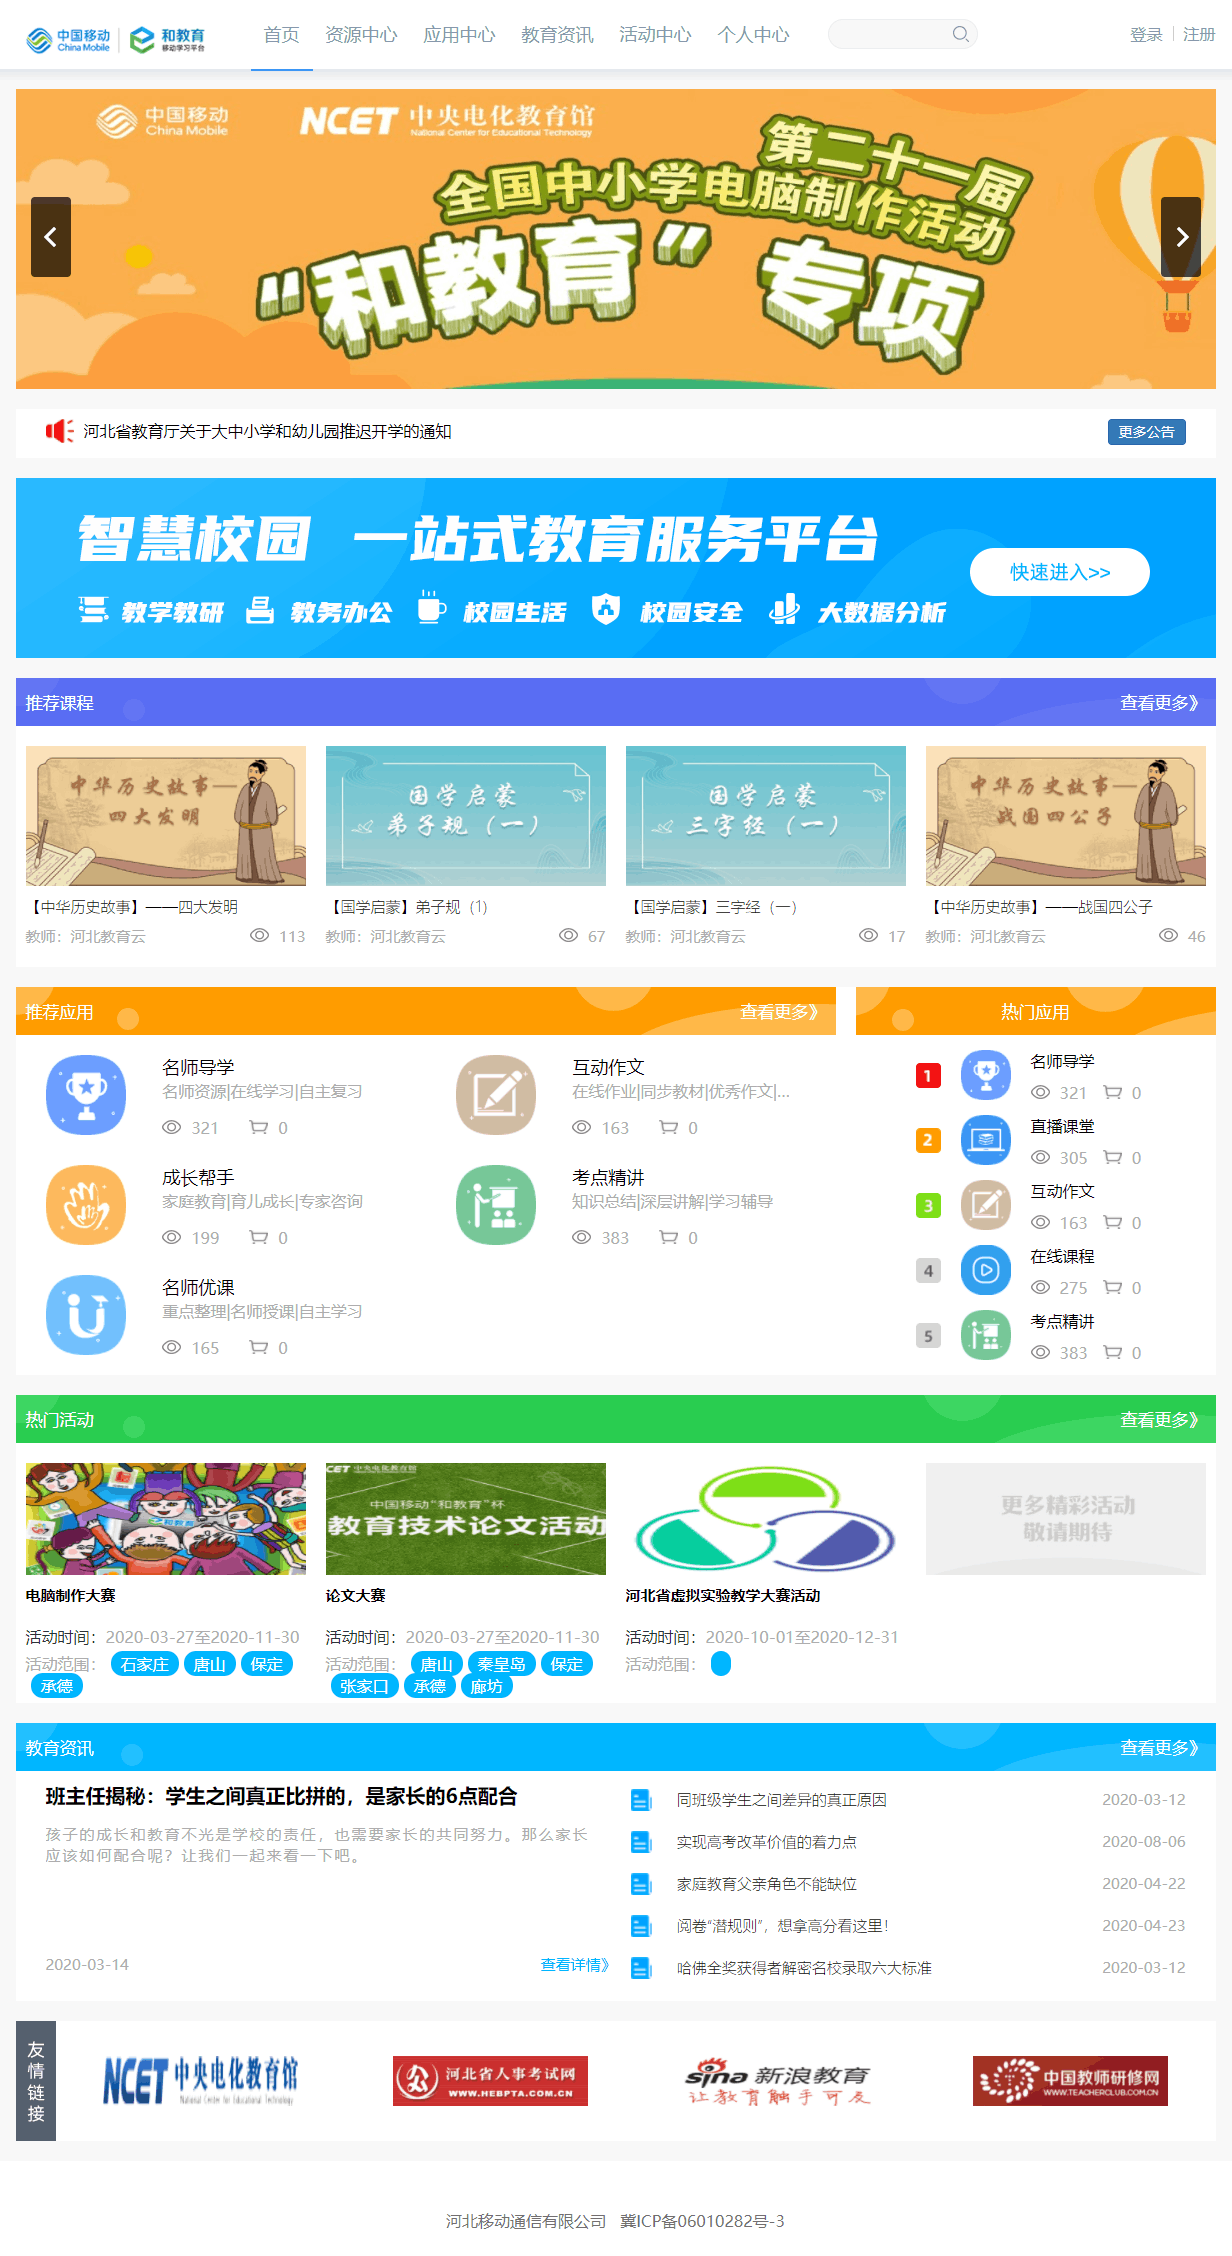 中国移动 China Mobile 和教育 移动学习平台
首页 资源中心 应用中心 教育资讯 活动中心 个人中心
登录 注册
中国移动 China Mobile NCET 中央电化教育馆 National Center for Educational Technology
第二十一届
全国中小学电脑制作活动
“和教育”专项
河北省教育厅关于大中小学和幼儿园推迟开学的通知
更多公告
智慧校园 一站式教育服务平台
快速进入>>
教学教研 教务办公 校园生活 校园安全 大数据分析
推荐课程 查看更多》
中华历史故事—
四大发明
国学启蒙
弟子规（一）
国学启蒙
三字经（一）
中华历史故事—
战国四公子
【中华历史故事】——四大发明
教师：河北教育云 113
【国学启蒙】弟子规（1）
教师：河北教育云 67
【国学启蒙】三字经（一）
教师：河北教育云 17
【中华历史故事】——战国四公子
教师：河北教育云 46
推荐应用 查看更多》
名师导学
名师资源|在线学习|自主复习
321 0
互动作文
在线作业|同步教材|优秀作文|...
163 0
成长帮手
家庭教育|育儿成长|专家咨询
199 0
考点精讲
知识总结|深层讲解|学习辅导
383 0
名师优课
重点整理|名师授课|自主学习
165 0
热门应用
1 名师导学
321 0
2 直播课堂
305 0
3 互动作文
163 0
4 在线课程
275 0
5 考点精讲
383 0
热门活动 查看更多》
和教育
NCET 中央电化教育馆
中国移动“和教育”杯
教育技术论文活动
更多精彩活动
敬请期待
电脑制作大赛
活动时间：2020-03-27至2020-11-30
活动范围： 石家庄 唐山 保定
承德
论文大赛
活动时间：2020-03-27至2020-11-30
活动范围： 唐山 秦皇岛 保定
张家口 承德 廊坊
河北省虚拟实验教学大赛活动
活动时间：2020-10-01至2020-12-31
活动范围：
教育资讯 查看更多》
班主任揭秘：学生之间真正比拼的，是家长的6点配合
孩子的成长和教育不光是学校的责任，也需要家长的共同努力。那么家长
应该如何配合呢？让我们一起来看一下吧。
2020-03-14 查看详情》
同班级学生之间差异的真正原因 2020-03-12
实现高考改革价值的着力点 2020-08-06
家庭教育父亲角色不能缺位 2020-04-22
阅卷“潜规则”，想拿高分看这里！ 2020-04-23
哈佛全奖获得者解密名校录取六大标准 2020-03-12
友情链接
NCET 中央电化教育馆 National Center for Educational Technology
河北省人事考试网
WWW.HEBPTA.COM.CN
sina 新浪教育
让教育触手可及
中国教师研修网
WWW.TEACHERCLUB.COM.CN
河北移动通信有限公司 冀ICP备06010282号-3